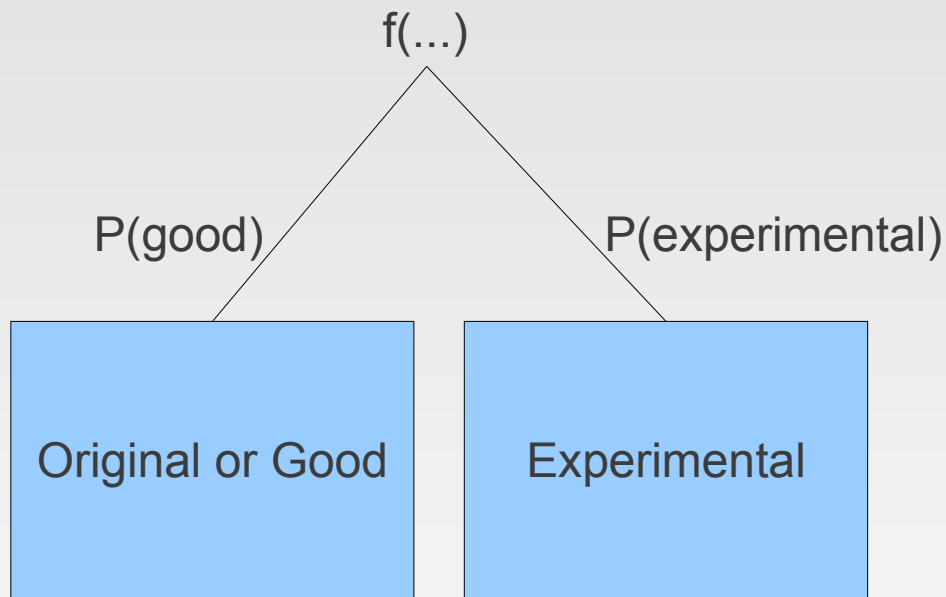 f(...)
P(good)
P(experimental)
Original or Good
Experimental